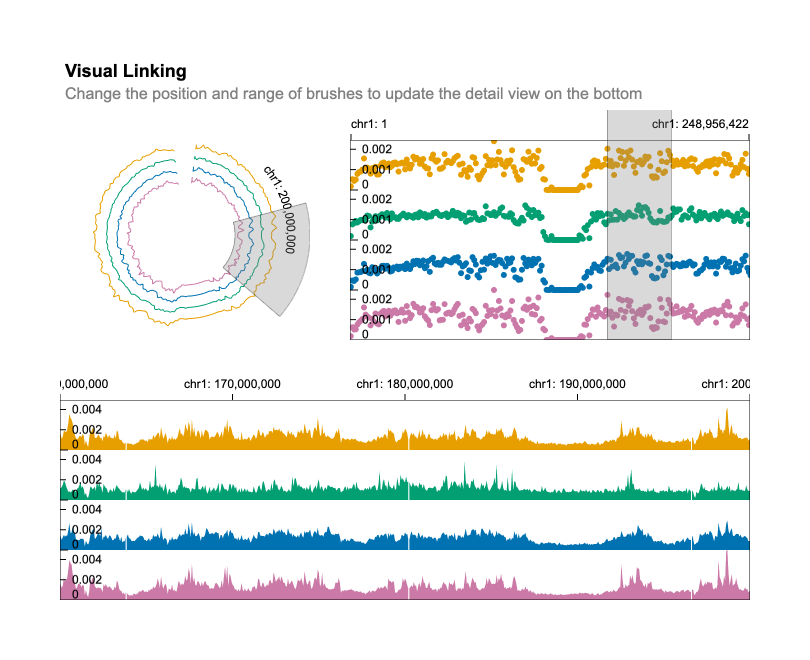 Visual Linking
Change the position and range of brushes to update the detail view on the bottom
chr1: 1
chr1: 248,956,422
chr1: 200,000,000
0.002
0.001
0
0.002
0.001
0
0.002
0.001
0
0.002
0.001
0
),000,000
chr1: 170,000,000
chr1: 180,000,000
chr1: 190,000,000
chr1: 200
0.004
0.002
0
0.004
0.002
0
0.004
0.002
0
0.004
0.002
0